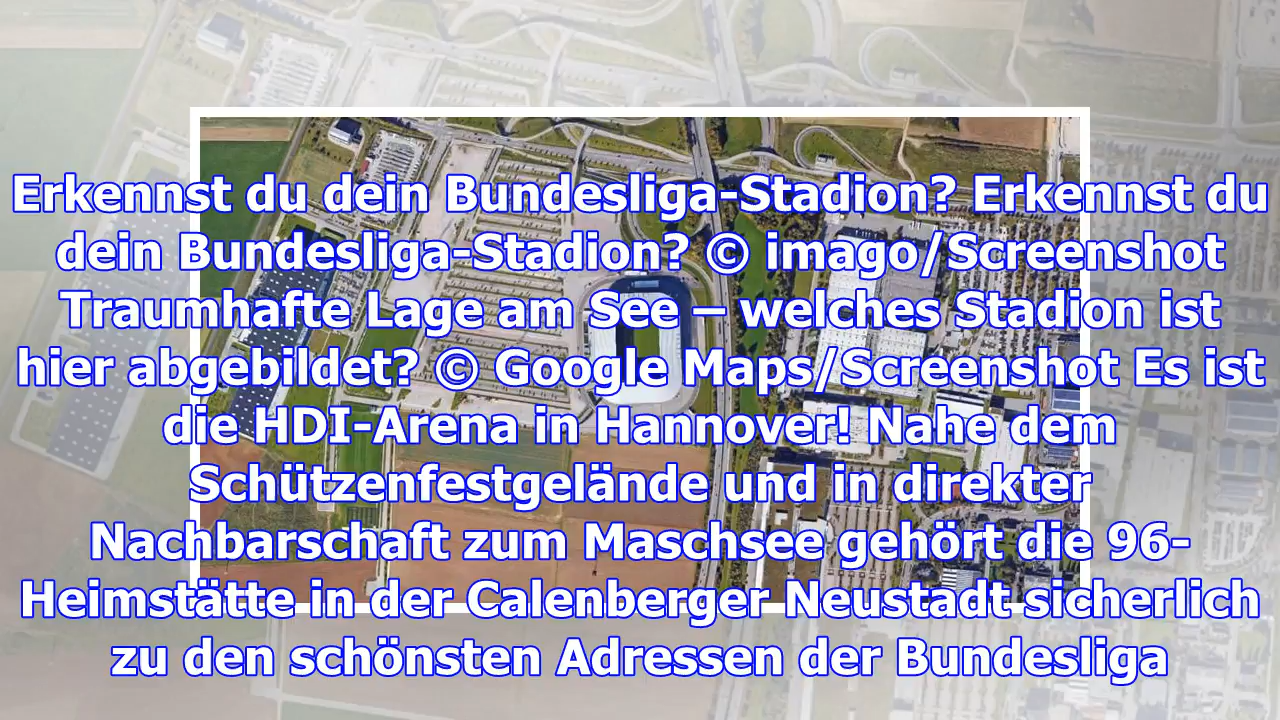 Erkennst du dein Bundesliga-Stadion? Erkennst du
dein Bundesliga-Stadion? © imago/Screenshot
Traumhafte Lage am See – welches Stadion ist
hier abgebildet? © Google Maps/Screenshot Es ist
die HDI-Arena in Hannover! Nahe dem
Schützenfestgelände und in direkter
Nachbarschaft zum Maschsee gehört die 96-
Heimstätte in der Calenberger Neustadt sicherlich
zu den schönsten Adressen der Bundesliga